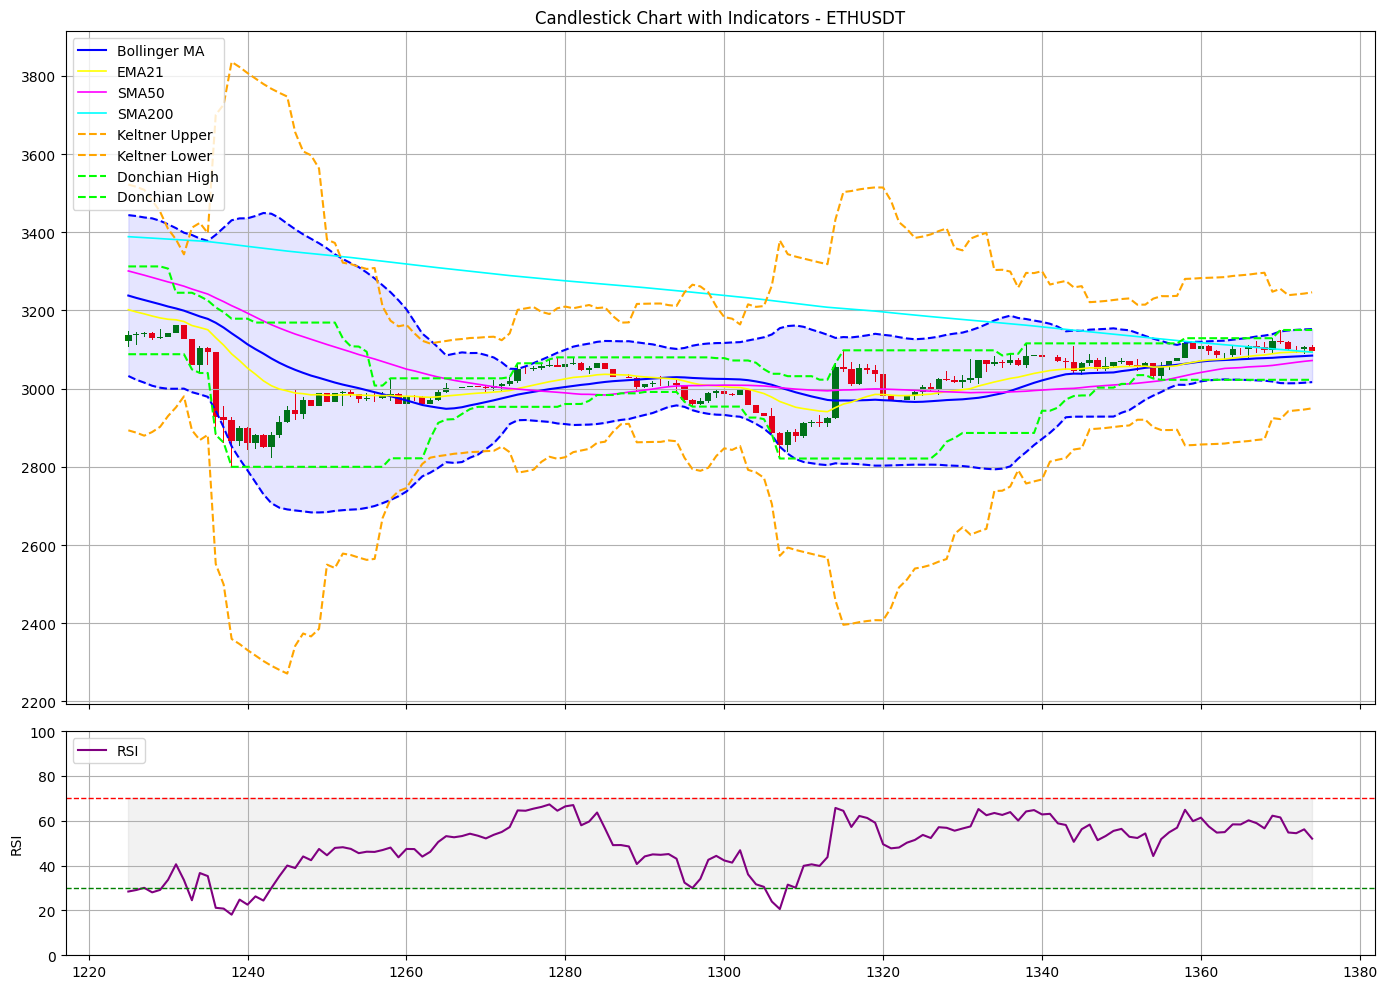 Candlestick Chart with Indicators - ETHUSDT
Bollinger MA
EMA21
SMA50
SMA200
Keltner Upper
Keltner Lower
Donchian High
Donchian Low
3800
3600
3400
3200
3000
2800
2600
2400
2200
RSI
100
80
60
40
20
0
RSI
1220
1240
1260
1280
1300
1320
1340
1360
1380